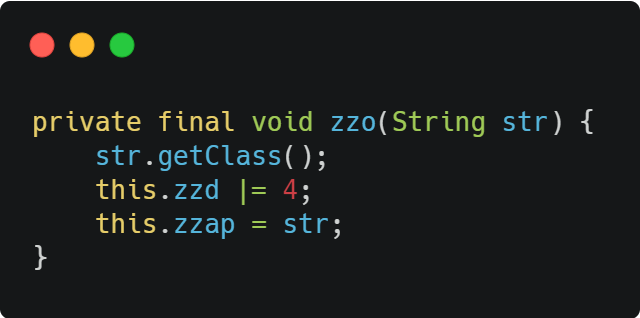 private final void zzo(String str) {
    str.getClass();
    this.zzd |= 4;
    this.zzap = str;
}